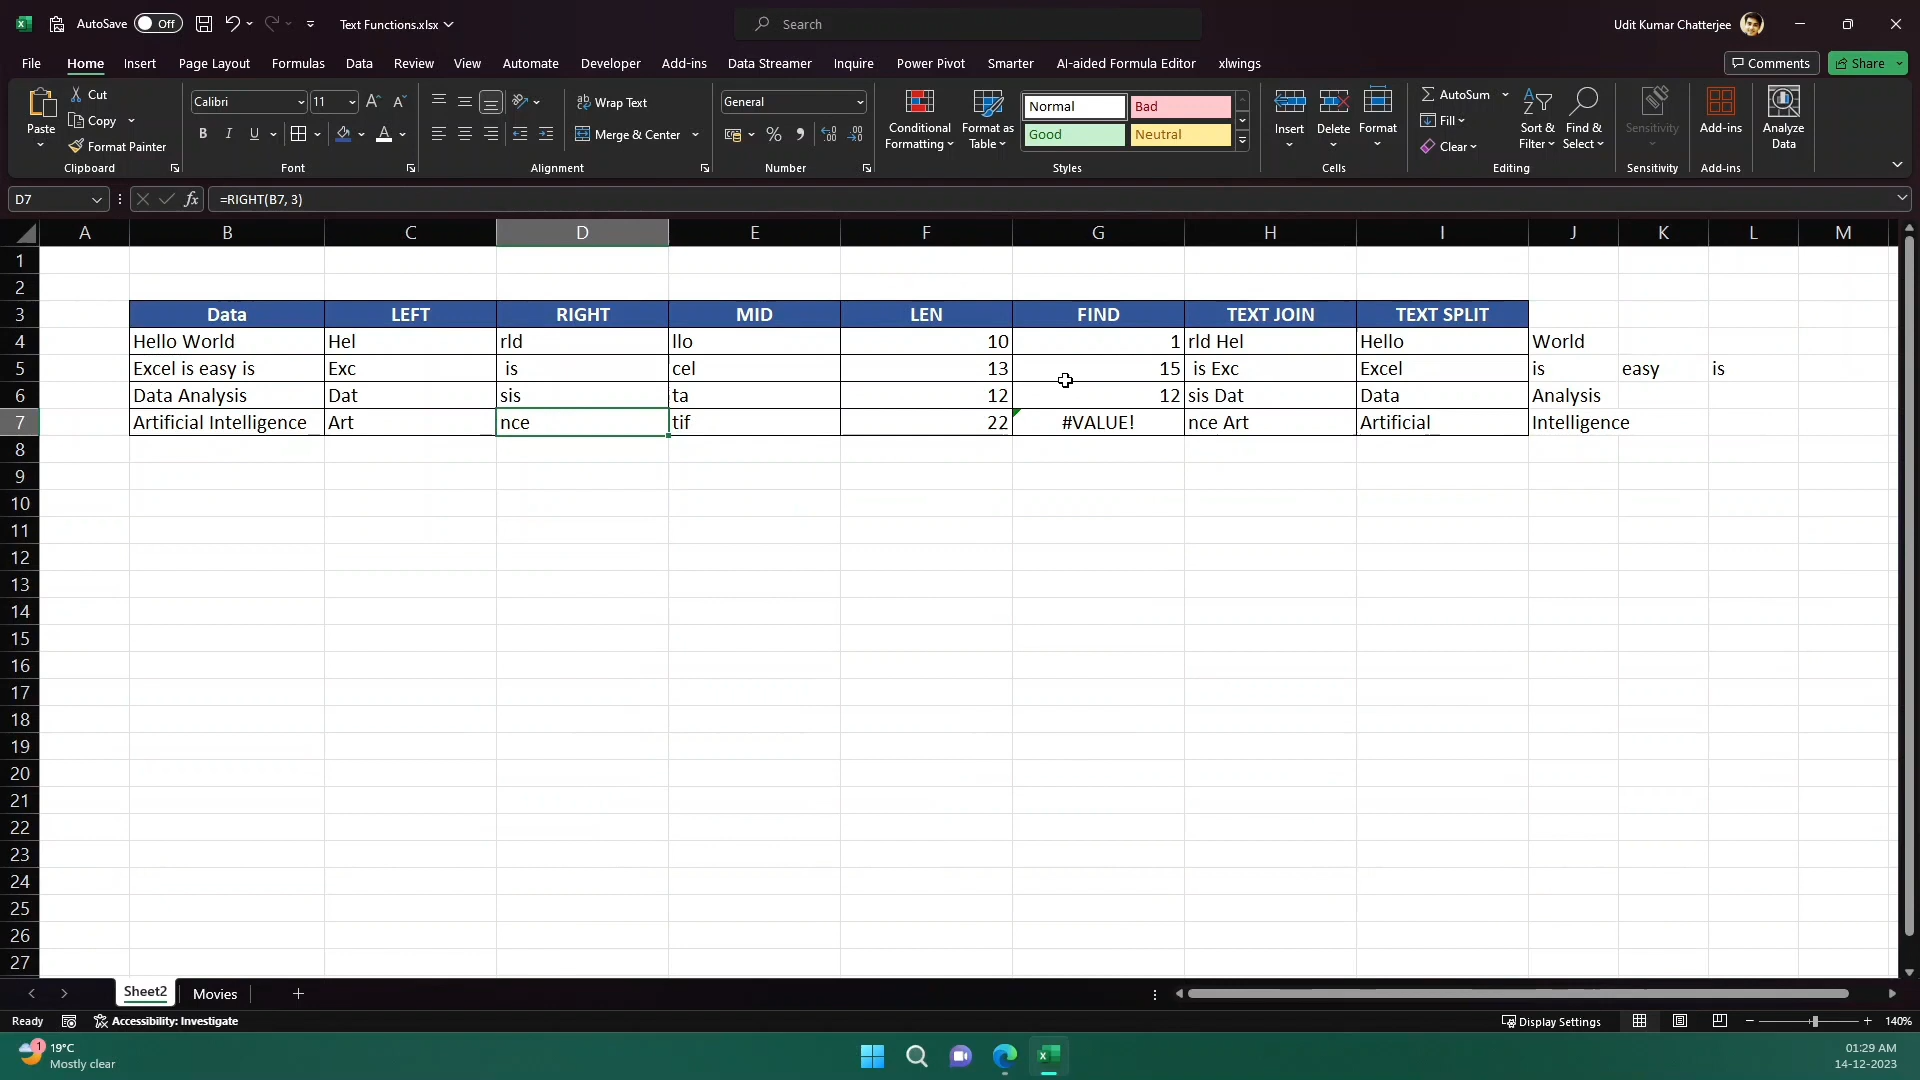 AutoSave Off Text Functions.xlsx Search Udit Kumar Chatterjee
File Home Insert Page Layout Formulas Data Review View Automate Developer Add-ins Data Streamer Inquire Power Pivot Smarter AI-aided Formula Editor xlwings Comments Share
Paste Cut Copy Format Painter
Clipboard
Calibri 11
B I U A
Font
Wrap Text
Merge & Center
Alignment
General
%
Number
Conditional Formatting
Format as Table
Normal Bad
Good Neutral
Styles
Insert Delete Format
Cells
AutoSum
Fill
Clear
Sort & Filter
Find & Select
Editing
Sensitivity
Sensitivity
Add-ins
Add-ins
Analyze Data
D7 fx =RIGHT(B7, 3)
A B C D E F G H I J K L M
1
2
3 Data LEFT RIGHT MID LEN FIND TEXT JOIN TEXT SPLIT
4 Hello World Hel rld llo 10 1 rld Hel Hello World
5 Excel is easy is Exc is cel 13 15 is Exc Excel is easy is
6 Data Analysis Dat sis ta 12 12 sis Dat Data Analysis
7 Artificial Intelligence Art nce tif 22 #VALUE! nce Art Artificial Intelligence
8
9
10
11
12
13
14
15
16
17
18
19
20
21
22
23
24
25
26
27
Sheet2 Movies
Ready Accessibility: Investigate Display Settings 140%
1 19°C
Mostly clear
01:29 AM
14-12-2023